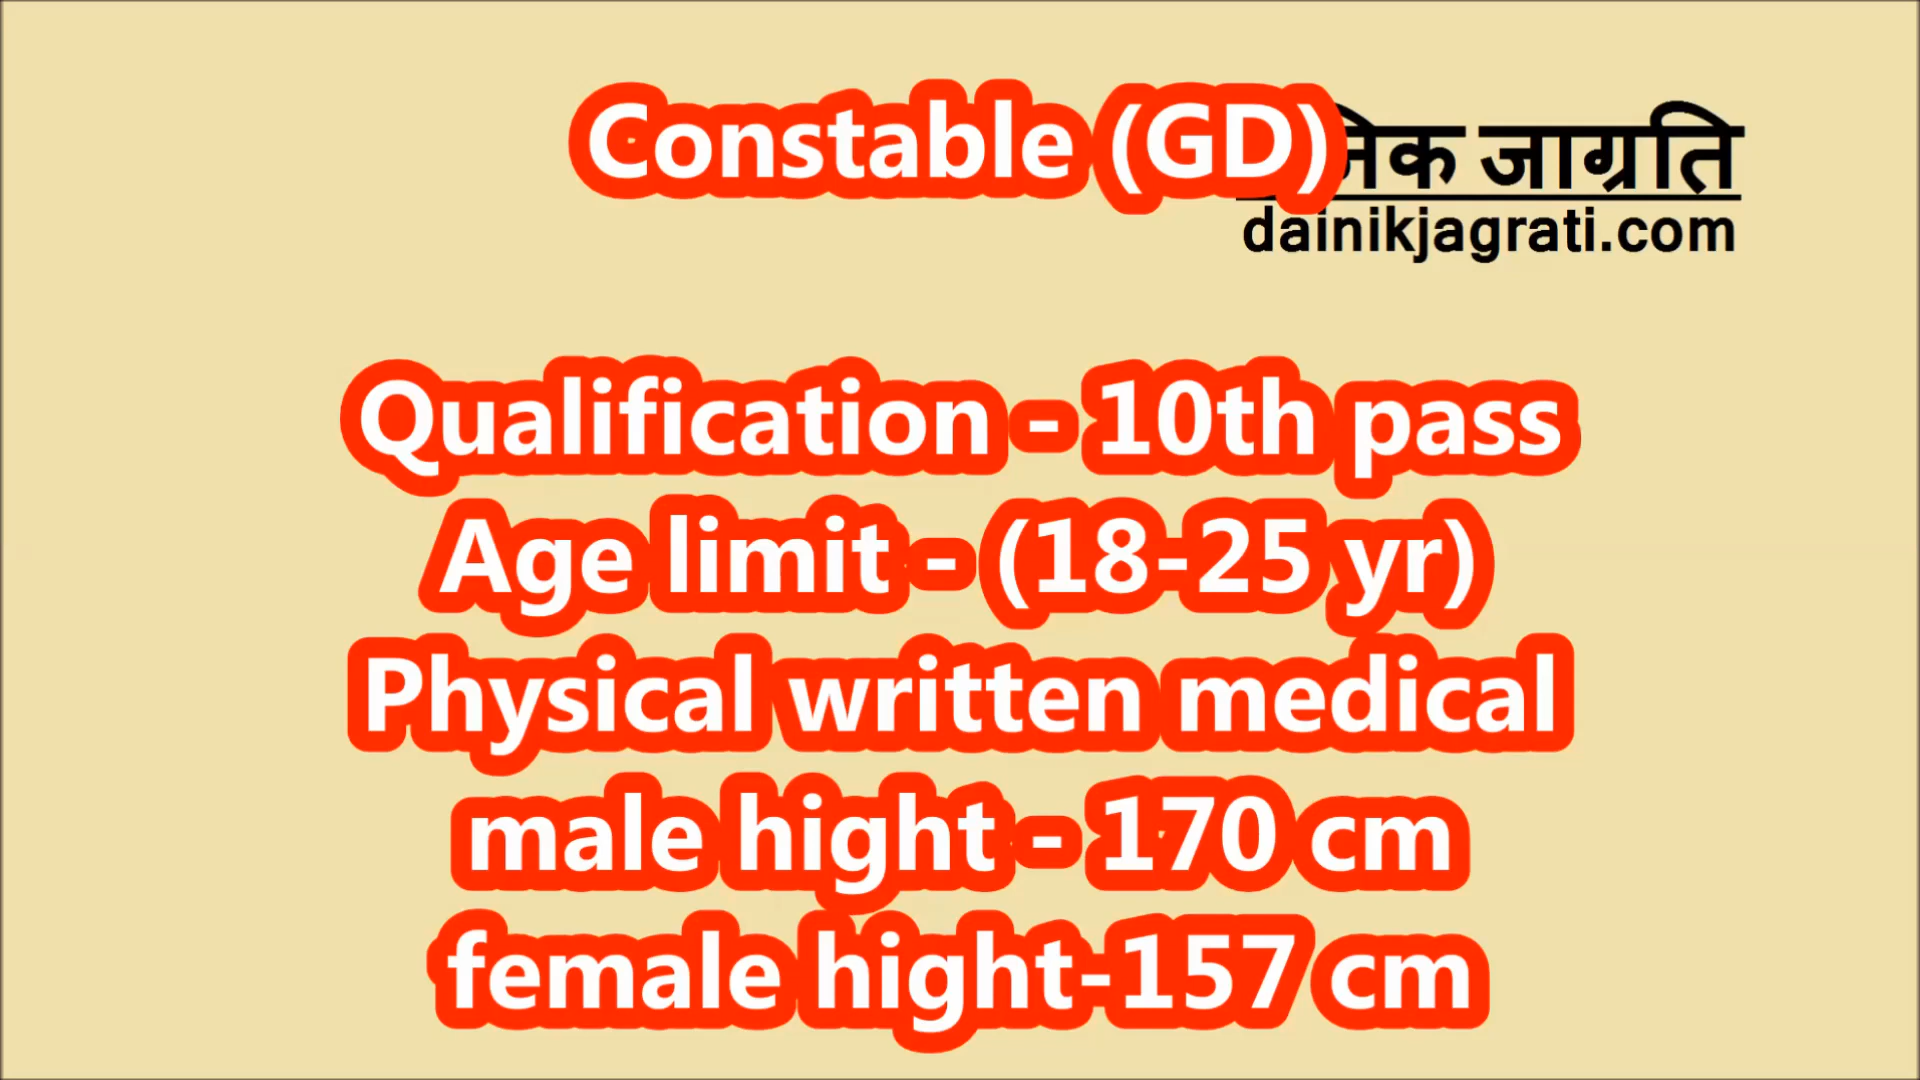 Constable (GD)
जाग्रति
dainikjagrati.com
Qualification - 10th pass
Age limit - (18-25 yr)
Physical written medical
male hight - 170 cm
female hight-157 cm